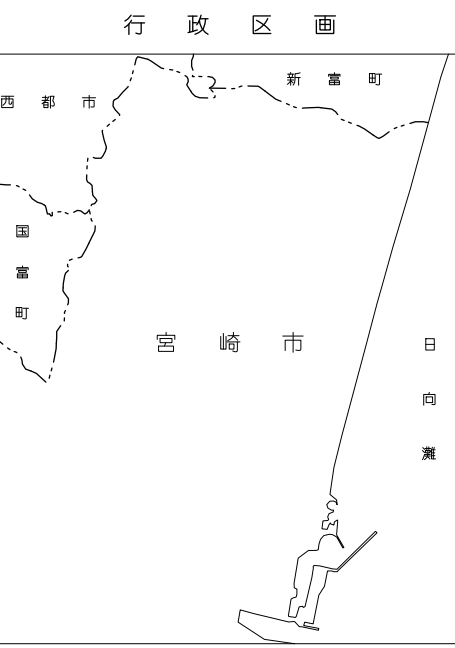 行政区画
西都市
新富町
国富町
宮崎市
日向灘